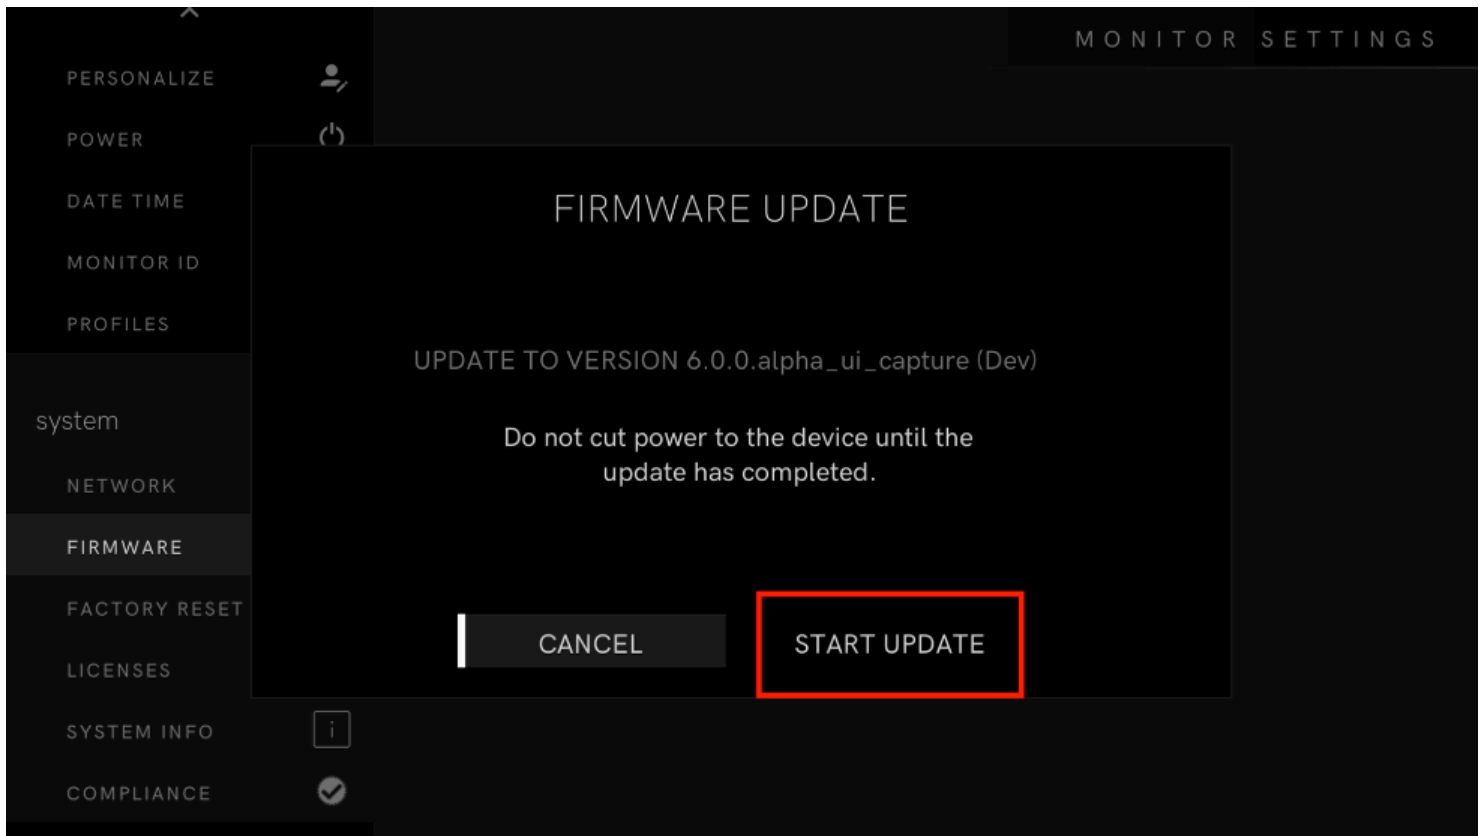 MONITOR SETTINGS
PERSONALIZE
POWER
DATE TIME
MONITOR ID
PROFILES
system
NETWORK
FIRMWARE
FACTORY RESET
LICENSES
SYSTEM INFO
i
COMPLIANCE
FIRMWARE UPDATE
UPDATE TO VERSION 6.0.0.alpha_ui_capture (Dev)
Do not cut power to the device until the
update has completed.
CANCEL
START UPDATE